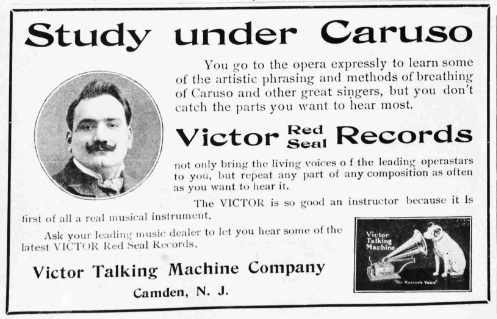 Study under Caruso
You go to the opera expressly to learn some
of the artistic phrasing and methods of breathing
of Caruso and other great singers, but you don't
catch the parts you want to hear most.
Victor Red Seal Records
not only bring the living voices o f the leading operastars
to you, but repeat any part of any composition as often
as you want to hear it.
The VICTOR is so good an instructor because it is
first of all a real musical instrument.
Ask your leading music dealer to let you hear some of the
latest VICTOR Red Seal Records.
Victor Talking Machine Company
Camden, N. J.
Victor
Talking
Machine
"His Master's Voice"